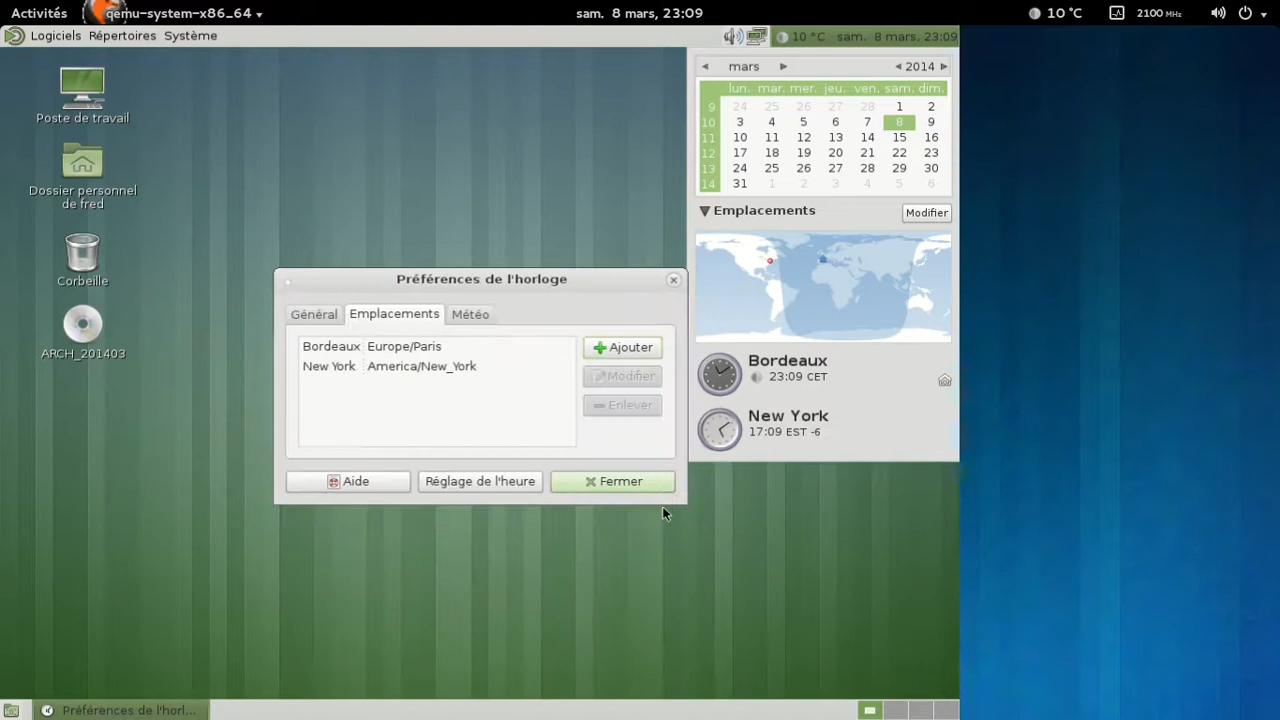 Activités qemu-system-x86_64 sam. 8 mars, 23:09 10 °C 2100 MHz
Logiciels Répertoires Système 10 °C sam. 8 mars, 23:09
Poste de travail
Dossier personnel
de fred
Corbeille
ARCH_201403
mars 2014
lun. mar. mer. jeu. ven. sam. dim.
9 24 25 26 27 28 1 2
10 3 4 5 6 7 8 9
11 10 11 12 13 14 15 16
12 17 18 19 20 21 22 23
13 24 25 26 27 28 29 30
14 31 1 2 3 4 5 6
Emplacements Modifier
Bordeaux
23:09 CET
New York
17:09 EST -6
Préférences de l'horloge
Général Emplacements Météo
Bordeaux Europe/Paris
New York America/New_York
Ajouter
Modifier
Enlever
Aide Réglage de l'heure Fermer
Préférences de l'horl...